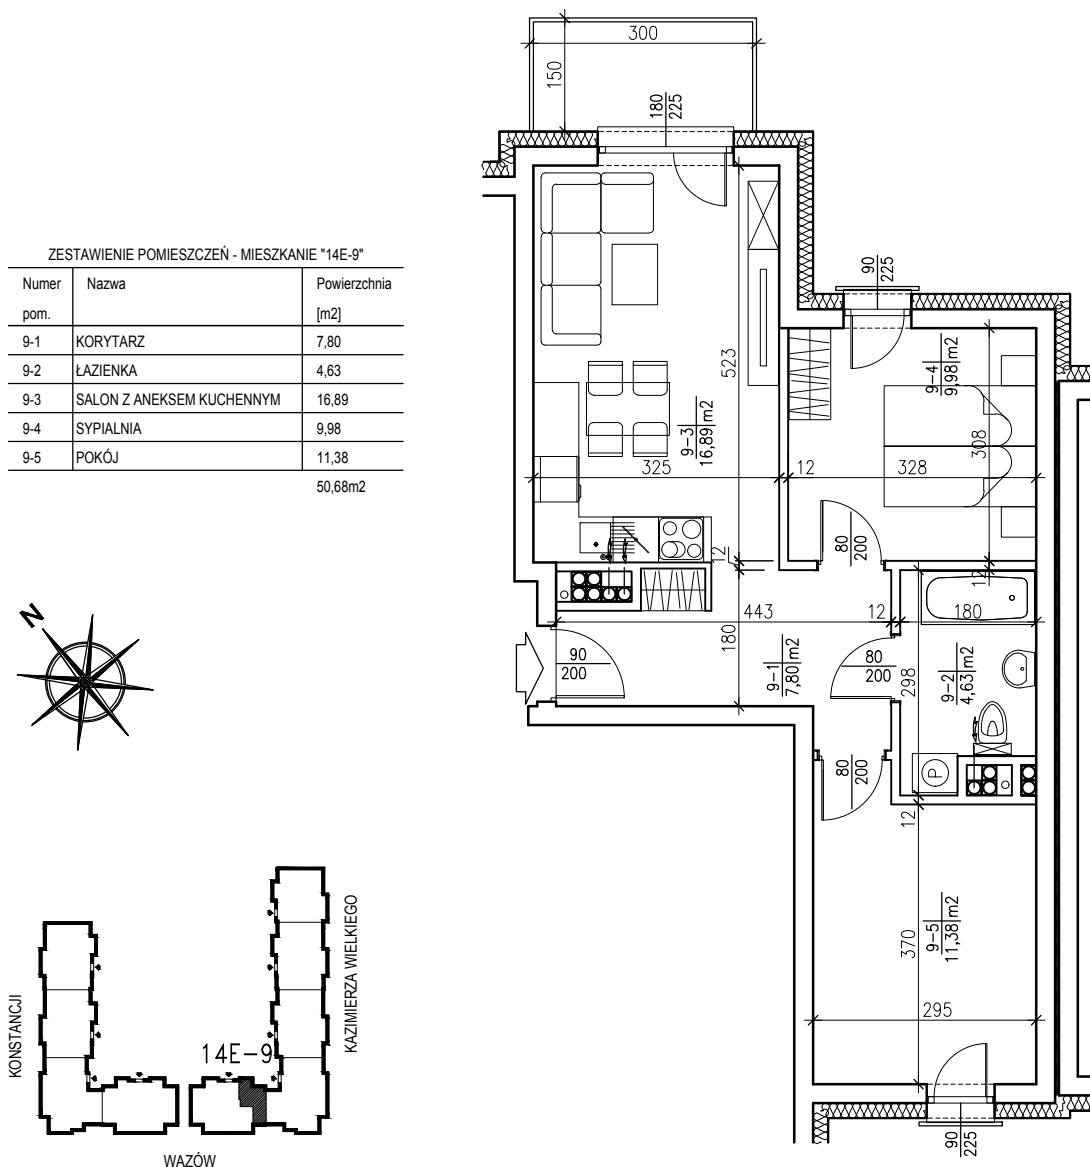 ZESTAWIENIE POMIESZCZEŃ - MIESZKANIE "14E-9"
Numer pom. Nazwa Powierzchnia [m2]
9-1 KORYTARZ 7,80
9-2 ŁAZIENKA 4,63
9-3 SALON Z ANEKSEM KUCHENNYM 16,89
9-4 SYPIALNIA 9,98
9-5 POKÓJ 11,38
50,68m2
300
150
180
225
90
225
523
9-3
16,89 m2
9-4
9,98 m2
308
325
12
328
80
200
12
12
443
12
180
180
90
200
9-1
7,80 m2
80
200
298
9-2
4,63 m2
80
200
P
12
370
9-5
11,38 m2
295
90
225
N
KONSTANCJI
KAZIMIERZA WIELKIEGO
14E-9
WAZÓW